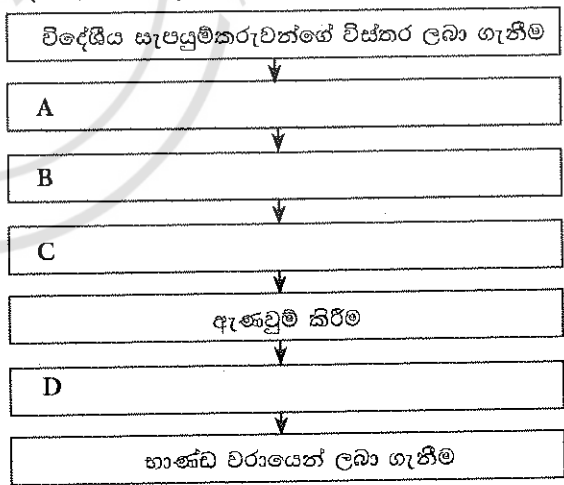 විදේශීය සැපයුම්කරුවන්ගේ විස්තර ලබා ගැනීම
A
B
C
ඇණවුම් කිරීම
D
භාණ්ඩ වරායෙන් ලබා ගැනීම